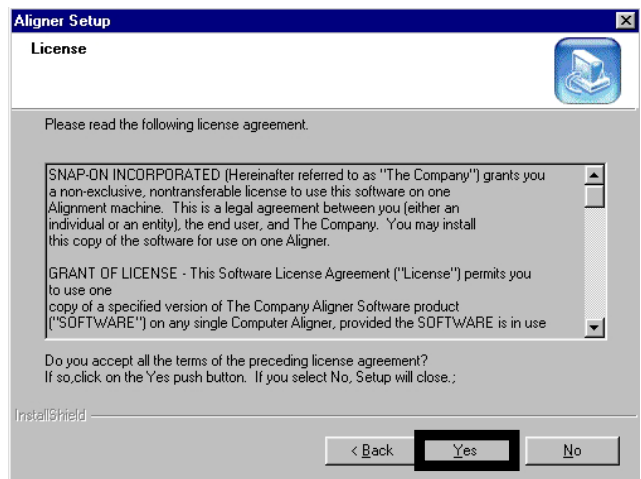 Aligner Setup
License
Please read the following license agreement.
SNAP-ON INCORPORATED (Hereinafter referred to as "The Company") grants you
a non-exclusive, nontransferable license to use this software on one
Alignment machine.  This is a legal agreement between you (either an
individual or an entity), the end user, and The Company.  You may install
this copy of the software for use on one Aligner.
GRANT OF LICENSE - This Software License Agreement ("License") permits you
to use one
copy of a specified version of The Company Aligner Software product
("SOFTWARE") on any single Computer Aligner, provided the SOFTWARE is in use
Do you accept all the terms of the preceding license agreement?
If so,click on the Yes push button.  If you select No, Setup will close.;
InstallShield
< Back
Yes
No